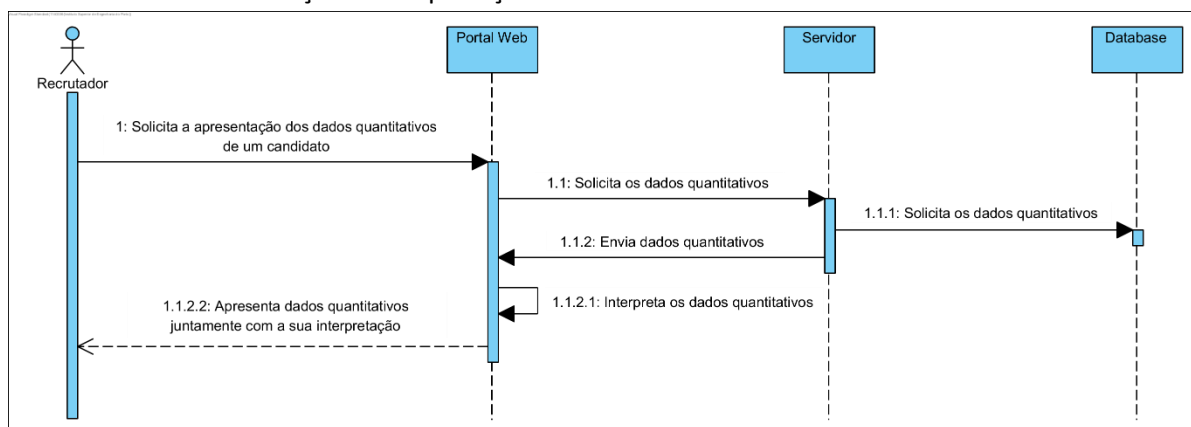 Recrutador
Portal Web
Servidor
Database
1: Solicita a apresentação dos dados quantitativos
de um candidato
1.1: Solicita os dados quantitativos
1.1.1: Solicita os dados quantitativos
1.1.2: Envia dados quantitativos
1.1.2.1: Interpreta os dados quantitativos
1.1.2.2: Apresenta dados quantitativos
juntamente com a sua interpretação